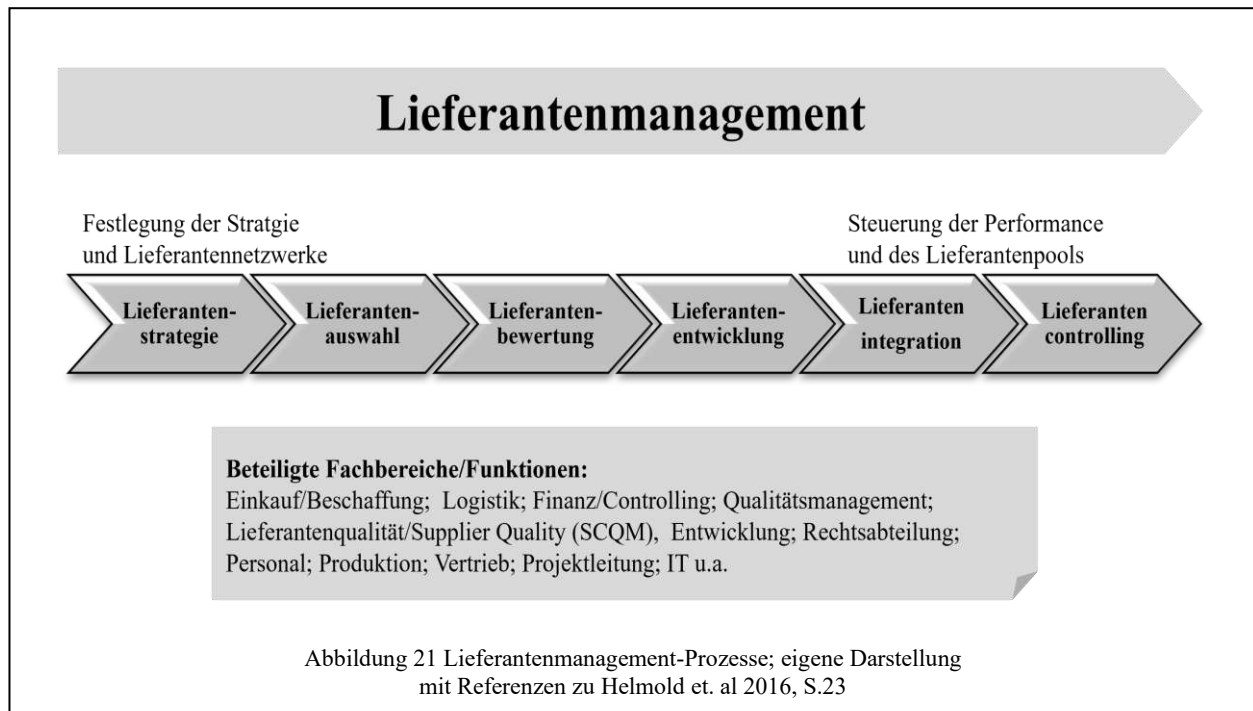 Lieferantenmanagement
Festlegung der Stratgie
und Lieferantennetzwerke
Steuerung der Performance
und des Lieferantenpools
Lieferanten-
strategie
Lieferanten-
auswahl
Lieferanten-
bewertung
Lieferanten-
entwicklung
Lieferanten
integration
Lieferanten
controlling
Beteiligte Fachbereiche/Funktionen:
Einkauf/Beschaffung; Logistik; Finanz/Controlling; Qualitätsmanagement;
Lieferantenqualität/Supplier Quality (SCQM), Entwicklung; Rechtsabteilung;
Personal; Produktion; Vertrieb; Projektleitung; IT u.a.
Abbildung 21 Lieferantenmanagement-Prozesse; eigene Darstellung
mit Referenzen zu Helmold et. al 2016, S.23